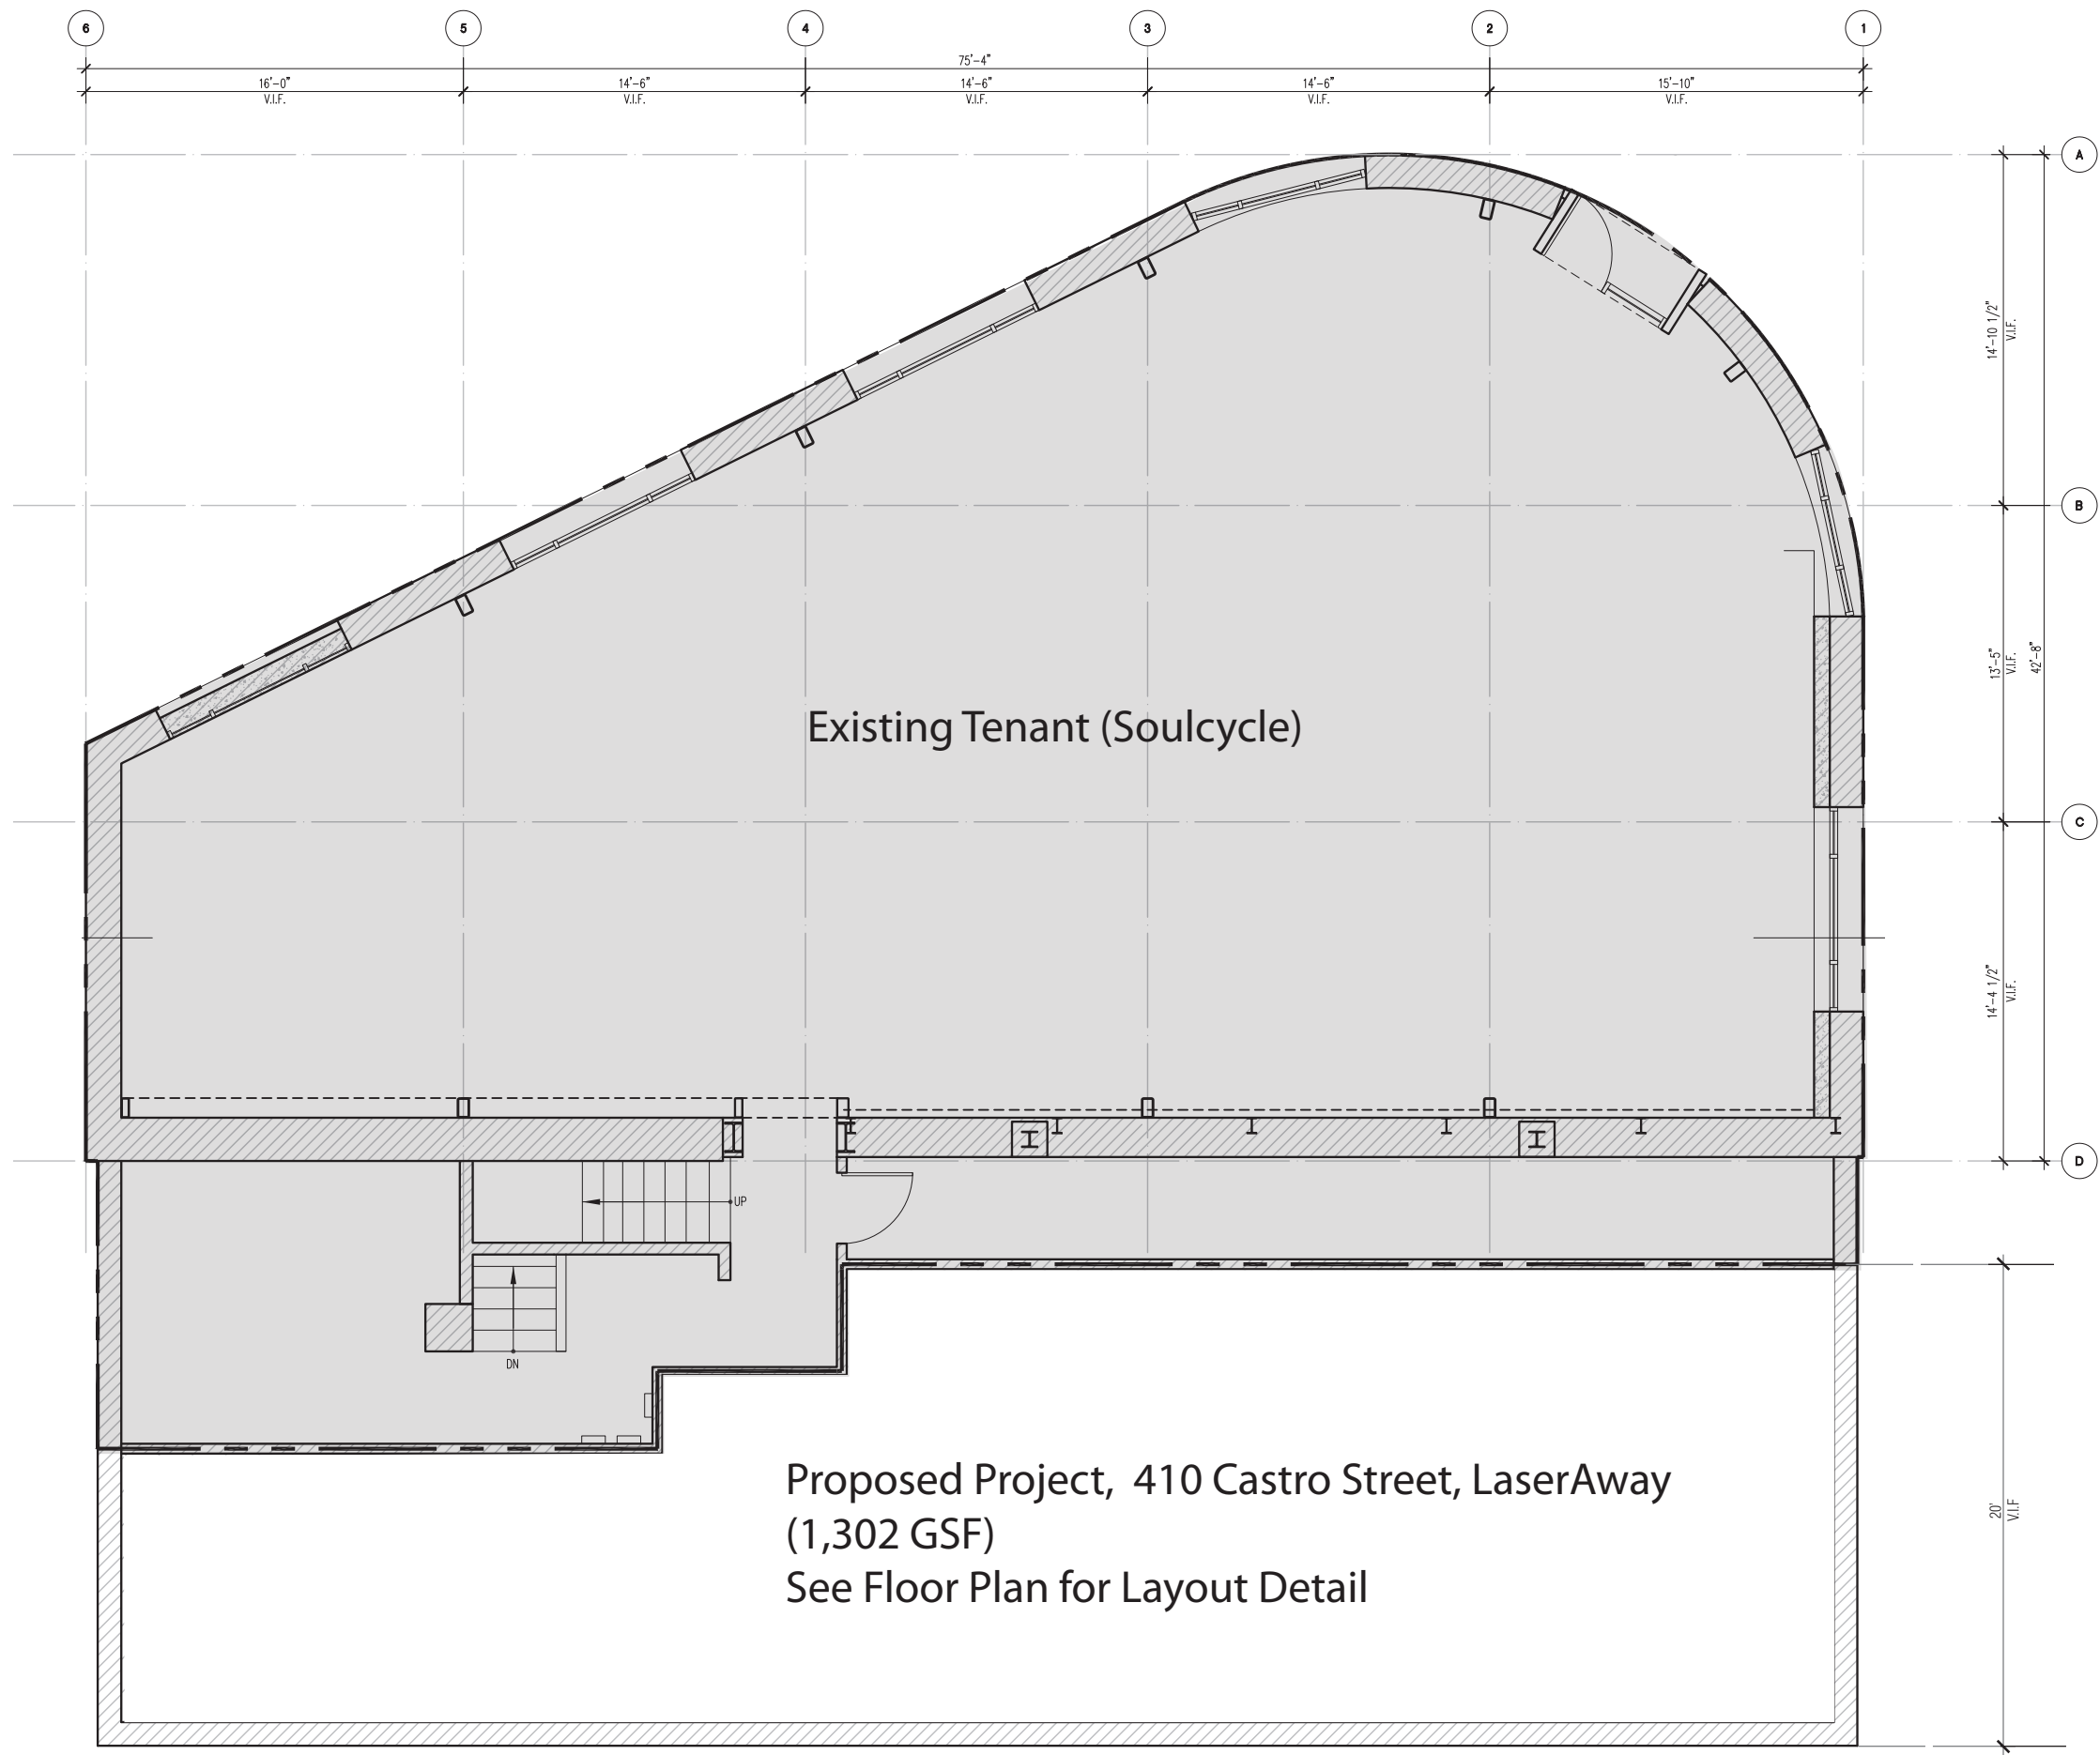 6 5 4 3 2 1
75'-4"
16'-0" 14'-6" 14'-6" 14'-6" 15'-10"
V.I.F. V.I.F. V.I.F. V.I.F. V.I.F.
A
14'-10 1/2"
V.I.F.
B
13'-5"
V.I.F.
42'-8"
Existing Tenant (Soulcycle)
C
14'-4 1/2"
V.I.F.
D
UP
DN
Proposed Project, 410 Castro Street, LaserAway
(1,302 GSF)
See Floor Plan for Layout Detail
20'
V.I.F